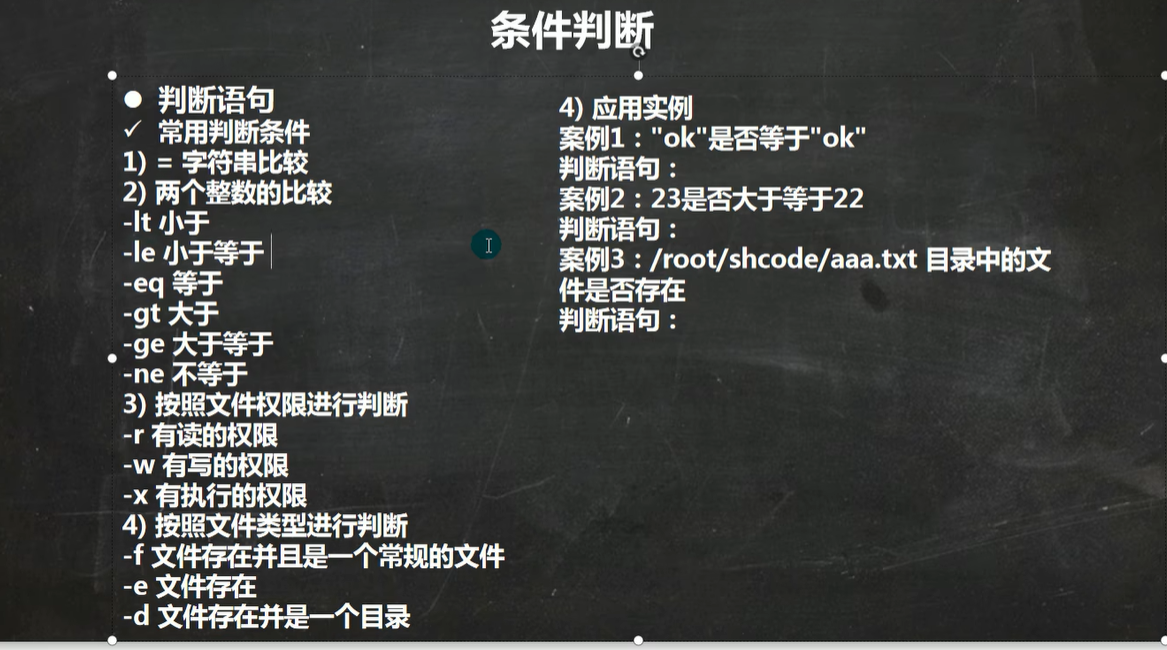 条件判断
● 判断语句
✓ 常用判断条件
1) = 字符串比较
2) 两个整数的比较
-lt 小于
-le 小于等于
-eq 等于
-gt 大于
-ge 大于等于
-ne 不等于
3) 按照文件权限进行判断
-r 有读的权限
-w 有写的权限
-x 有执行的权限
4) 按照文件类型进行判断
-f 文件存在并且是一个常规的文件
-e 文件存在
-d 文件存在并是一个目录
4) 应用实例
案例1：“ok”是否等于“ok”
判断语句：
案例2：23是否大于等于22
判断语句：
案例3：/root/shcode/aaa.txt 目录中的文
件是否存在
判断语句：